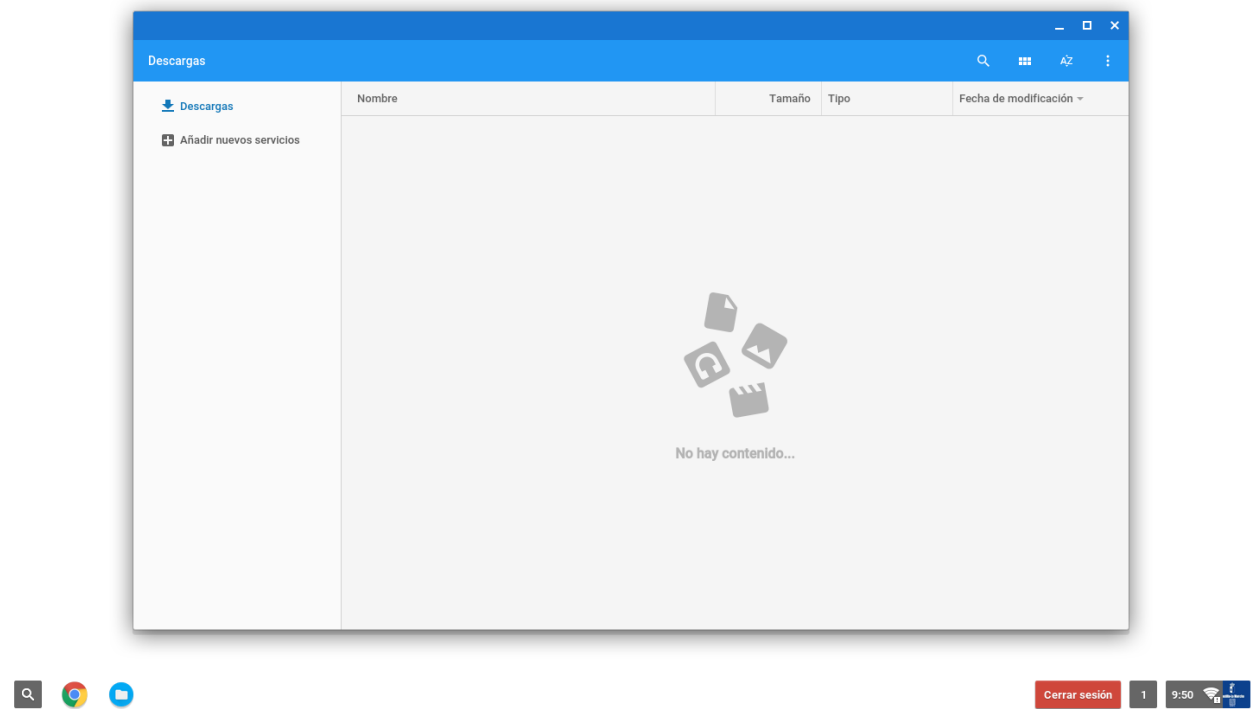 Descargas
AZ
Descargas
Añadir nuevos servicios
Nombre
Tamaño
Tipo
Fecha de modificación
No hay contenido...
Cerrar sesión
1
9:50